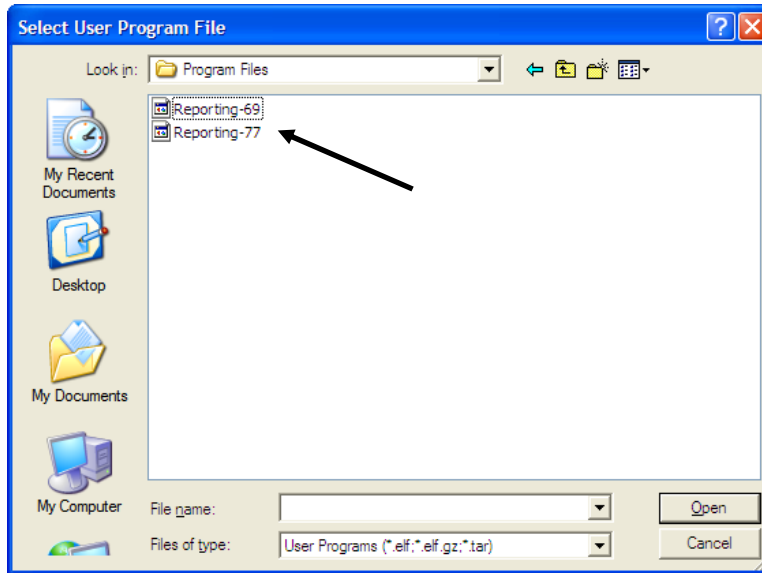 Select User Program File
Look in: Program Files
Reporting-69
Reporting-77
My Recent
Documents
Desktop
My Documents
My Computer
File name:
Open
Files of type: User Programs (*.elf;*.elf.gz;*.tar)
Cancel